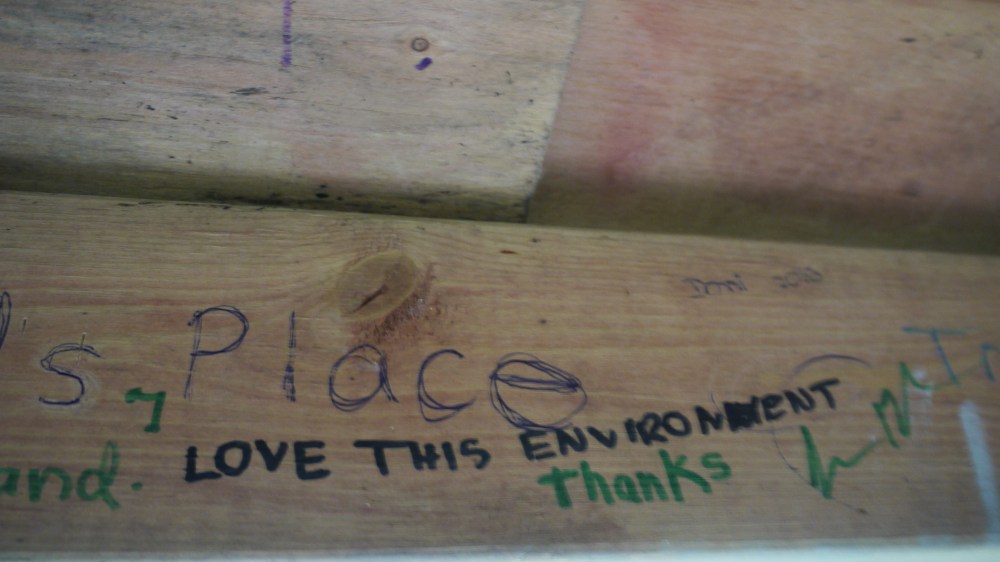 's Place
LOVE THIS ENVIRONMENT
and.
thanks